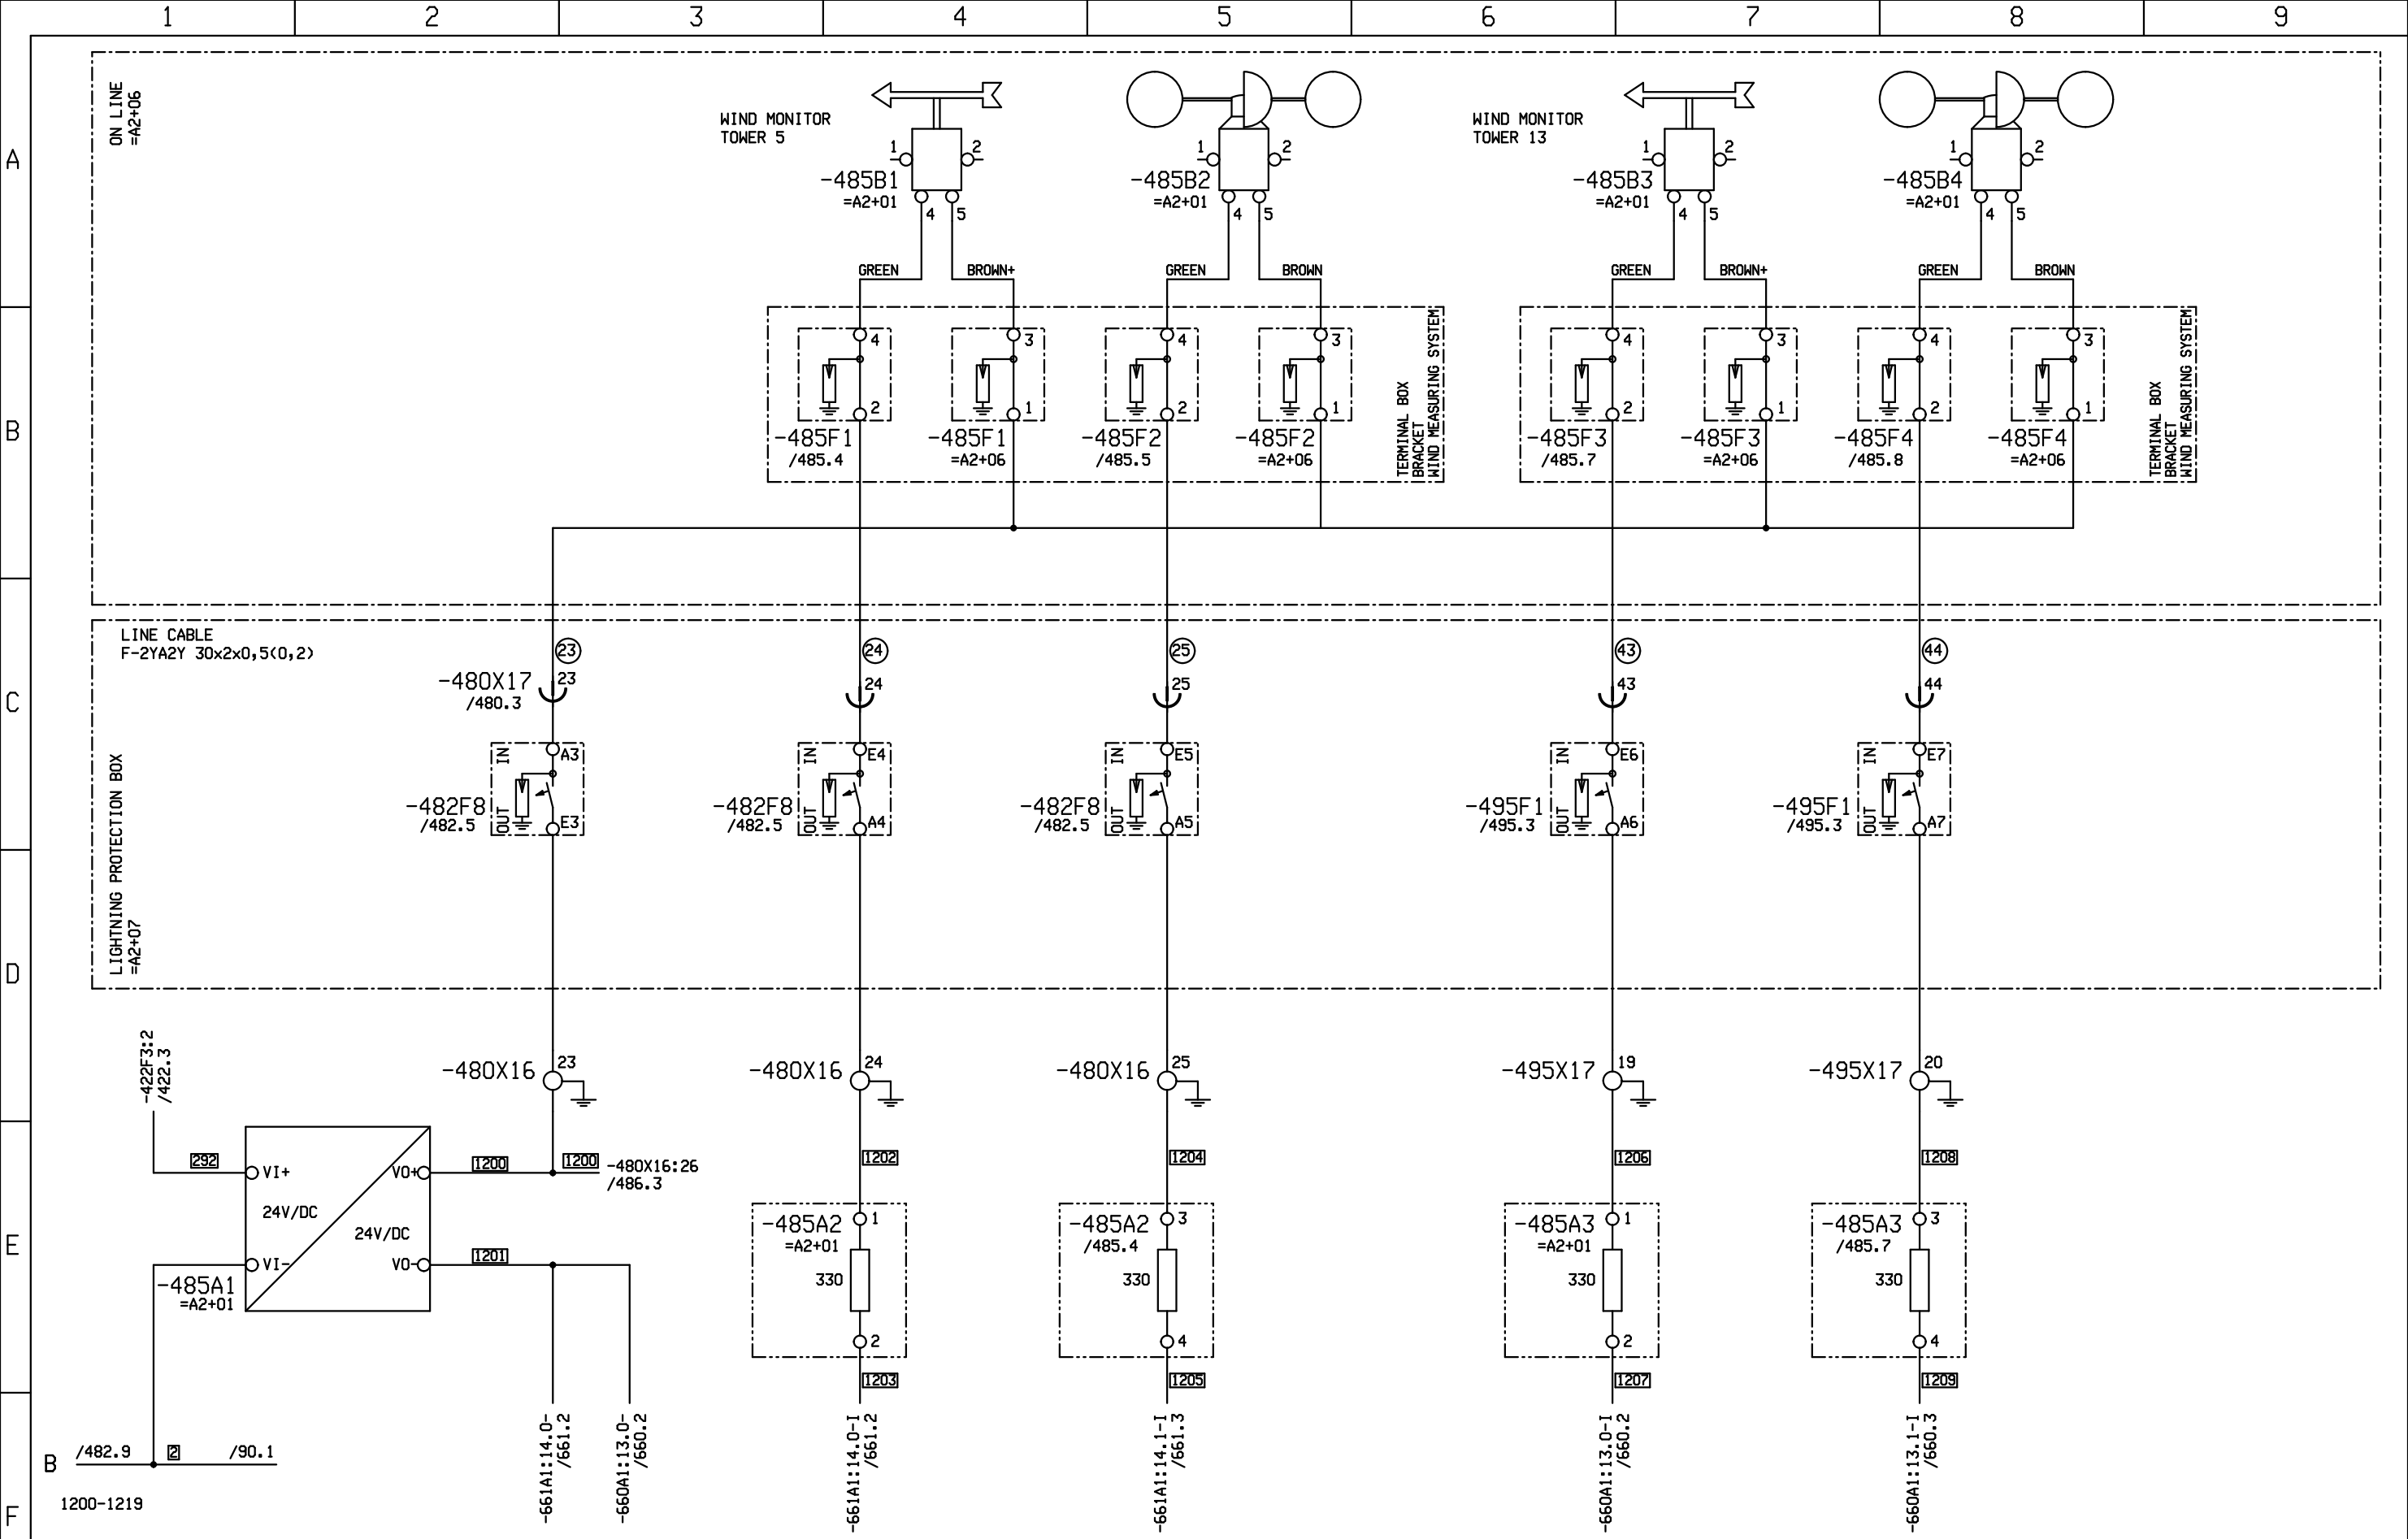 1 2 3 4 5 6 7 8 9
A
B
C
D
E
F
ON LINE
=A2+06
WIND MONITOR
TOWER 5
1 2
-485B1
=A2+01
4 5
1 2
-485B2
=A2+01
4 5
WIND MONITOR
TOWER 13
1 2
-485B3
=A2+01
4 5
1 2
-485B4
=A2+01
4 5
GREEN BROWN+ GREEN BROWN GREEN BROWN+ GREEN BROWN
4 3 4 3 4 3 4 3
2 1 2 1 2 1 2 1
-485F1 -485F1 -485F2 -485F2 -485F3 -485F3 -485F4 -485F4
/485.4 =A2+06 /485.5 =A2+06 /485.7 =A2+06 /485.8 =A2+06
TERMINAL BOX
BRACKET
WIND MEASURING SYSTEM
TERMINAL BOX
BRACKET
WIND MEASURING SYSTEM
LINE CABLE
F-2YA2Y 30x2x0,5(0,2)
23 24 25 43 44
-480X17 23 24 25 43 44
/480.3
LIGHTNING PROTECTION BOX
=A2+07
IN A3 IN E4 IN E5 IN E6 IN E7
-482F8 -482F8 -482F8 -495F1 -495F1
/482.5 /482.5 /482.5 /495.3 /495.3
OUT E3 OUT A4 OUT A5 OUT A6 OUT A7
-422F3:2
/422.3
-480X16 23
-480X16 24
-480X16 25
-495X17 19
-495X17 20
292 1200 1200 1202 1204 1206 1208
-480X16:26
/486.3
VI+ VO+
24V/DC
24V/DC
VI- VO-
-485A1
=A2+01
1201
-485A2 1
=A2+01
330
2
-485A2 3
/485.4
330
4
-485A3 1
=A2+01
330
2
-485A3 3
/485.7
330
4
1203 1205 1207 1209
-661A1:14.0-
/661.2
-660A1:13.0-
/660.2
-661A1:14.0-I
/661.2
-661A1:14.1-I
/661.3
-660A1:13.0-I
/660.2
-660A1:13.1-I
/660.3
B /482.9 2 /90.1
1200-1219